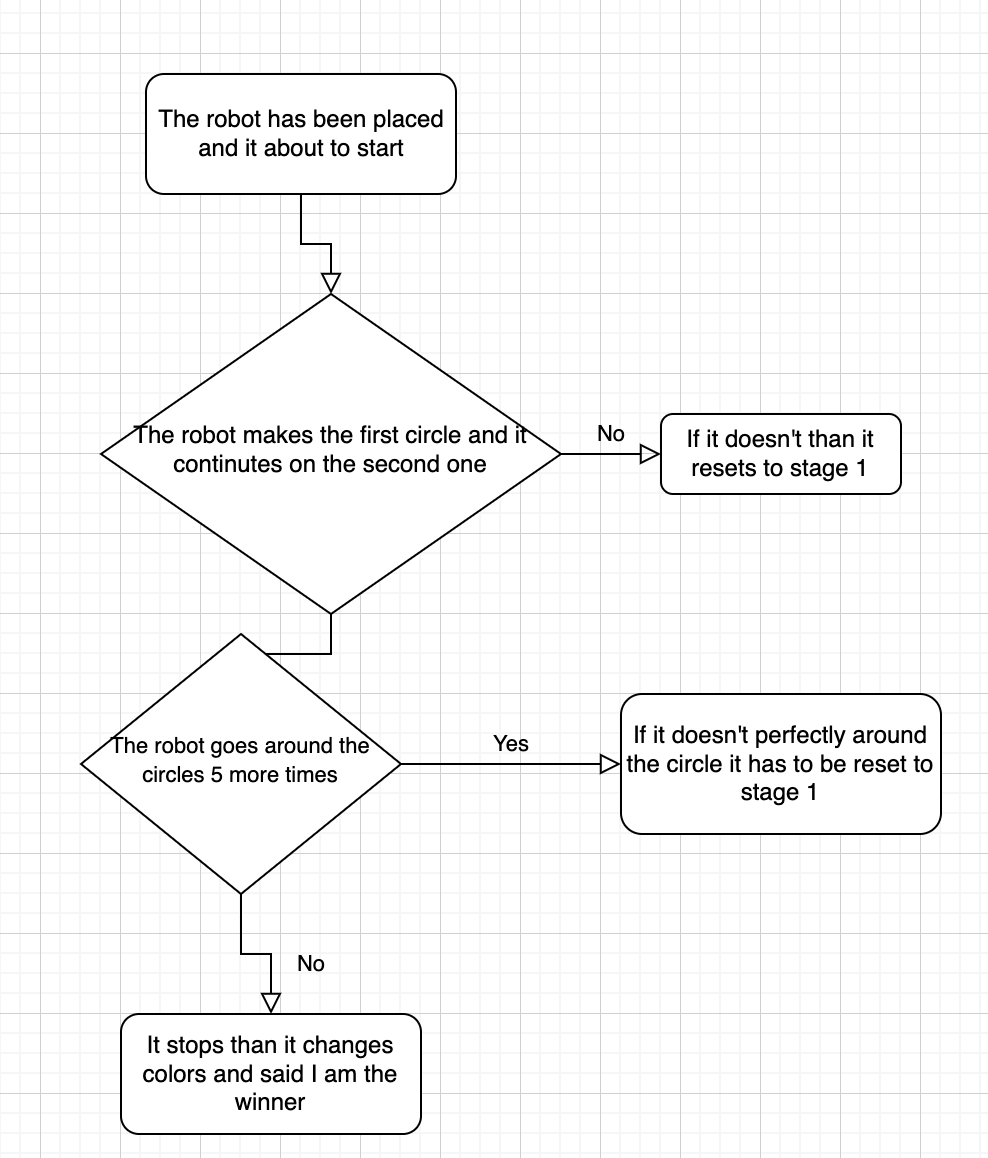 The robot has been placed
and it about to start
The robot makes the first circle and it
continutes on the second one
No
If it doesn't than it
resets to stage 1
The robot goes around the
circles 5 more times
Yes
If it doesn't perfectly around
the circle it has to be reset to
stage 1
No
It stops than it changes
colors and said I am the
winner